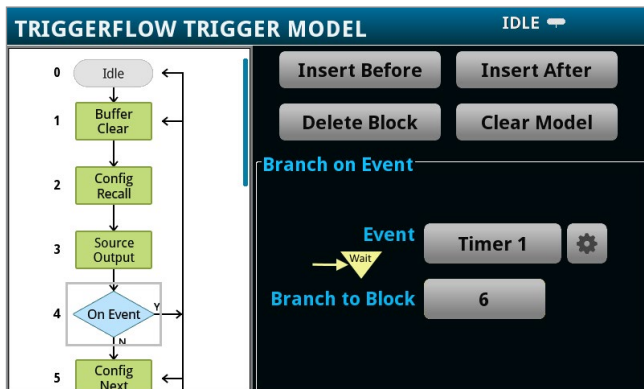 TRIGGERFLOW TRIGGER MODEL
IDLE
0
Idle
1
Buffer
Clear
2
Config
Recall
3
Source
Output
4
On Event
Y
N
5
Config
Next
Insert Before
Insert After
Delete Block
Clear Model
Branch on Event
Event
Timer 1
Wait
Branch to Block
6